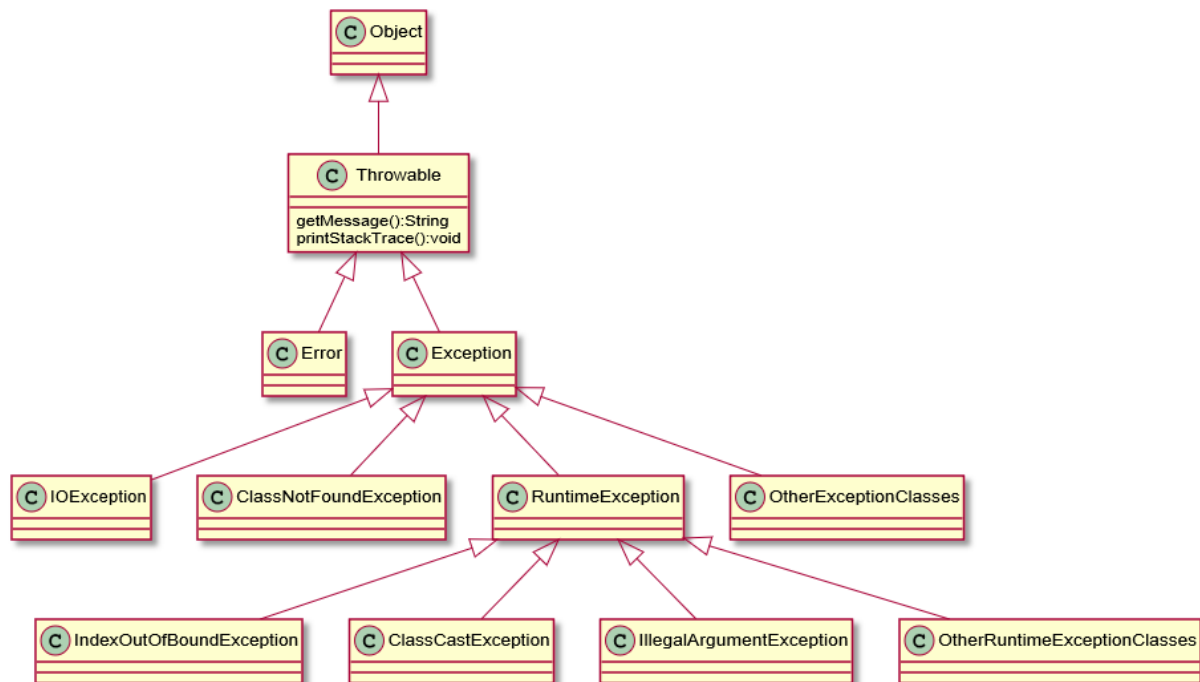 C Object
C Throwable
getMessage():String
printStackTrace():void
C Error
C Exception
C IOException
C ClassNotFoundException
C RuntimeException
C OtherExceptionClasses
C IndexOutOfBoundException
C ClassCastException
C IllegalArgumentException
C OtherRuntimeExceptionClasses